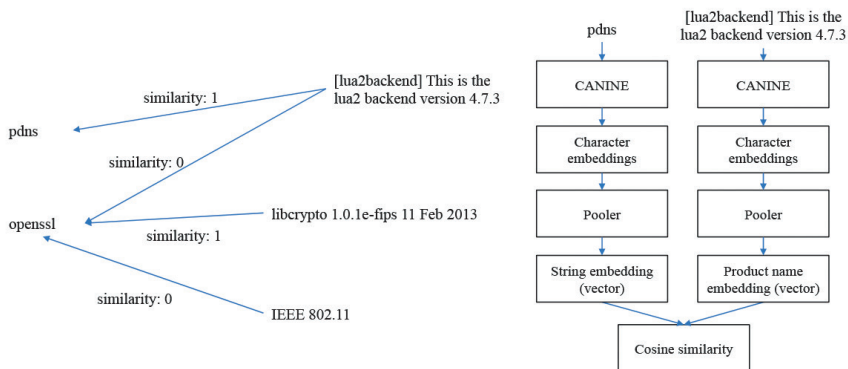 [lua2backend] This is the
lua2 backend version 4.7.3
similarity: 1
pdns
similarity: 0
openssl
libcrypto 1.0.1e-fips 11 Feb 2013
similarity: 1
similarity: 0
IEEE 802.11
pdns
[lua2backend] This is the
lua2 backend version 4.7.3
CANINE
CANINE
Character
embeddings
Character
embeddings
Pooler
Pooler
String embedding
(vector)
Product name
embedding (vector)
Cosine similarity